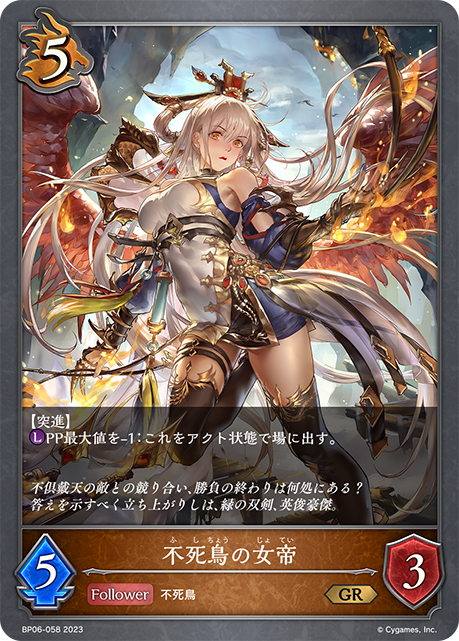 5
【突進】
L PP最大値を-1：これをアクト状態で場に出す。
不倶戴天の敵との競り合い、勝負の終わりは何処にある？
答えを示すべく立ち上がりしは、縁の双剣、英俊豪傑。
ふしちょう じょてい
不死鳥の女帝
5
Follower 不死鳥
GR
3
BP06-058 2023
© Cygames, Inc.